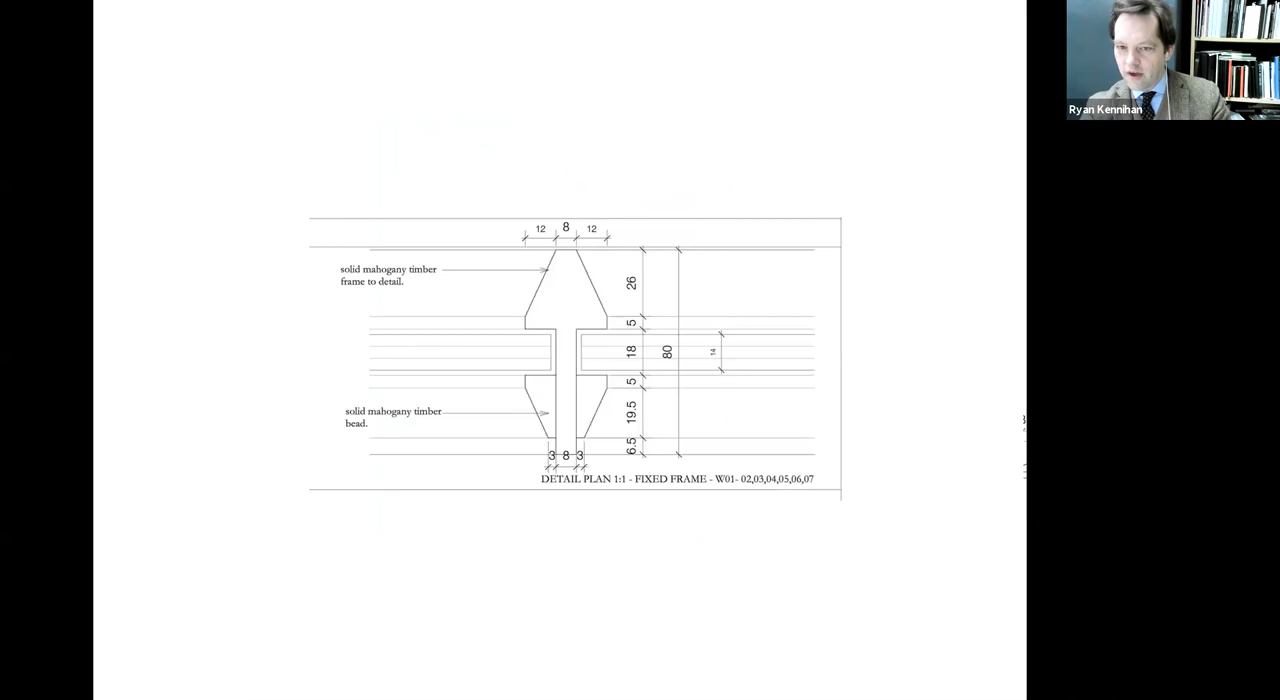 Ryan Kennihan
12 8 12
solid mahogany timber
frame to detail.
26
5
18
80
14
5
solid mahogany timber
bead.
19.5
6.5
3 8 3
DETAIL PLAN 1:1 - FIXED FRAME - W01- 02,03,04,05,06,07